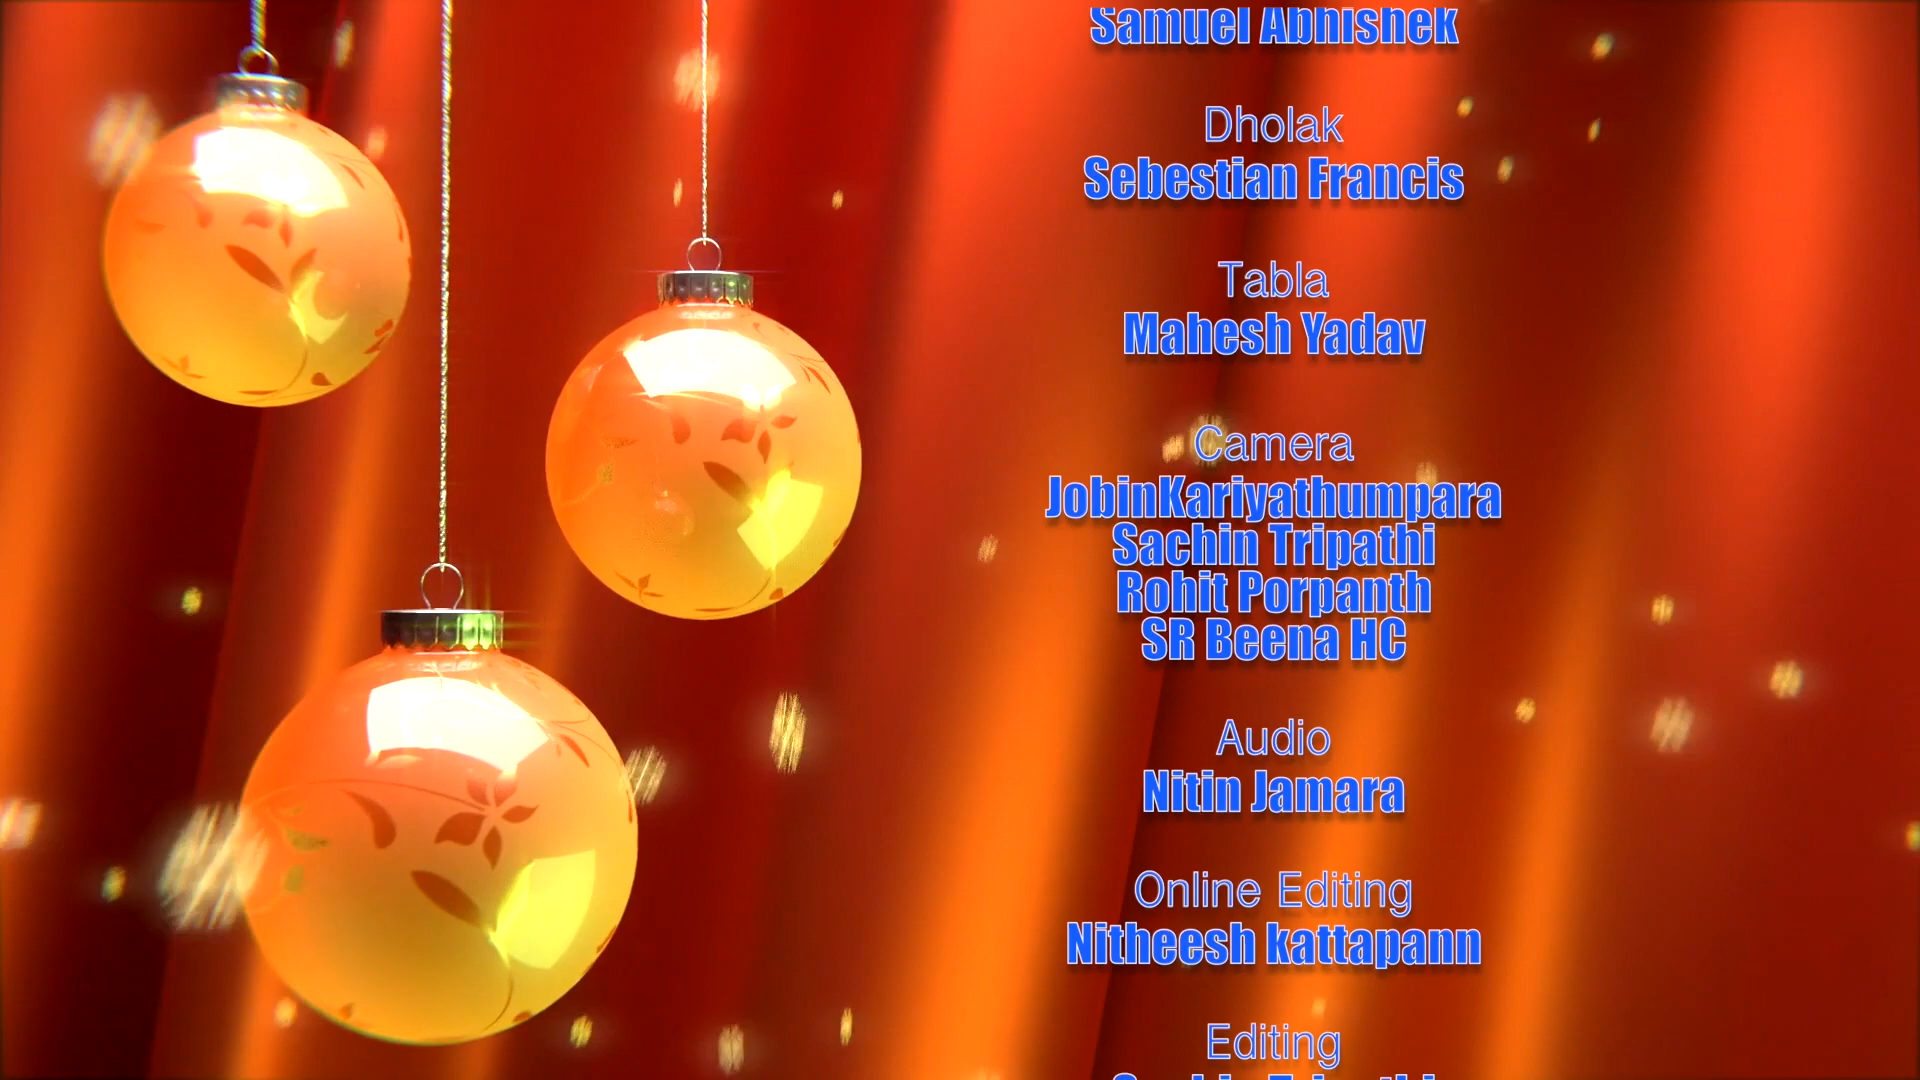 Samuel Abhishek
Dholak
Sebestian Francis
Tabla
Mahesh Yadav
Camera
JobinKariyathumpara
Sachin Tripathi
Rohit Porpanth
SR Beena HC
Audio
Nitin Jamara
Online Editing
Nitheesh kattapann
Editing